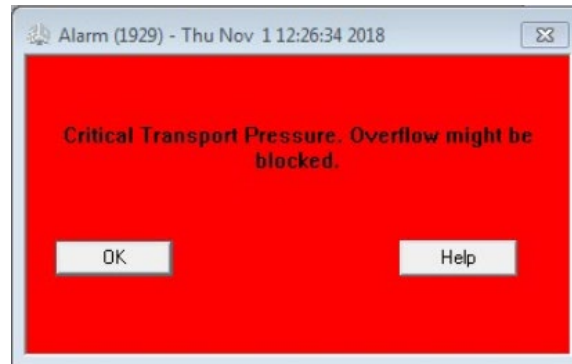 Alarm (1929) - Thu Nov 1 12:26:34 2018
Critical Transport Pressure. Overflow might be
blocked.
OK
Help